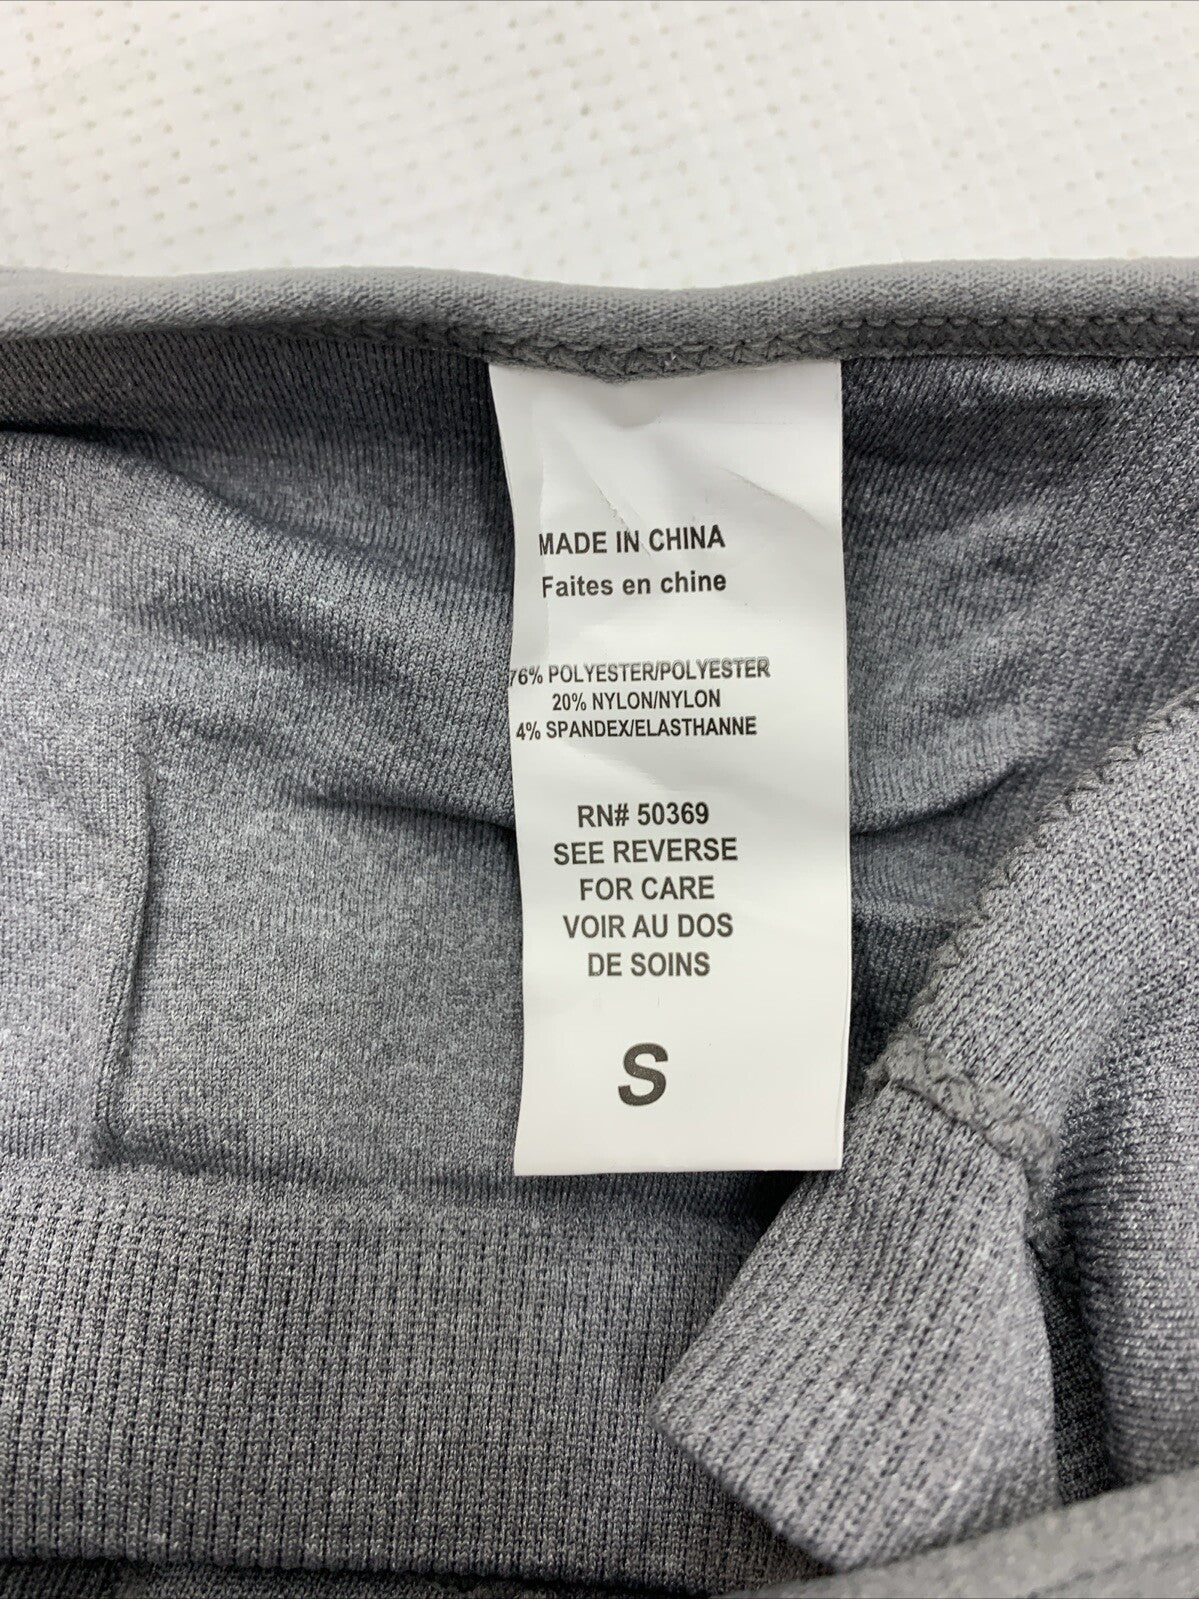 MADE IN CHINA
Faites en chine
76% POLYESTER/POLYESTER
20% NYLON/NYLON
4% SPANDEX/ELASTHANNE
RN# 50369
SEE REVERSE
FOR CARE
VOIR AU DOS
DE SOINS
S